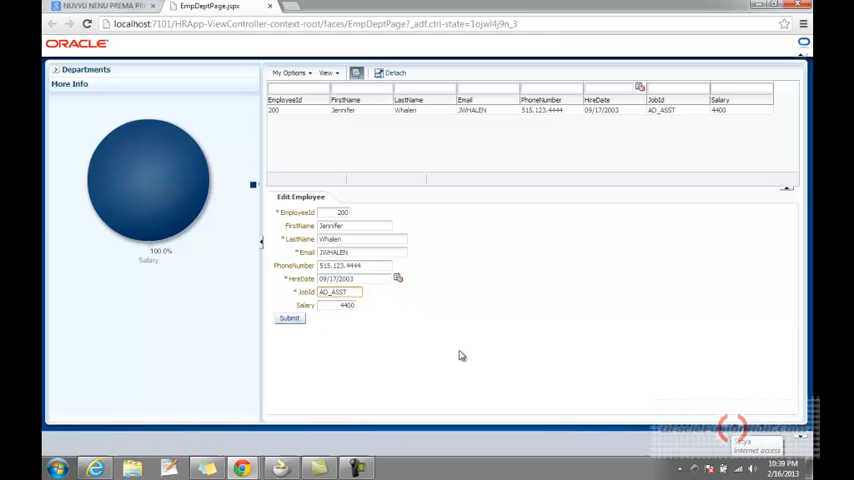 NUVVU NENU PREMA PR
EmpDeptPage.jspx
localhost:7101/HRApp-ViewController-context-root/faces/EmpDeptPage?_adf.ctrl-state=1ojwl4j9n_3
ORACLE
Departments
More Info
100.0%
Salary
My Options View Detach
EmployeeId FirstName LastName Email PhoneNumber HireDate JobId Salary
200 Jennifer Whalen JWHALEN 515.123.4444 09/17/2003 AD_ASST 4400
Edit Employee
* EmployeeId 200
FirstName Jennifer
* LastName Whalen
* Email JWHALEN
PhoneNumber 515.123.4444
* HireDate 09/17/2003
* JobId AD_ASST
Salary 4400
Submit
Internet access
10:39 PM
2/16/2013